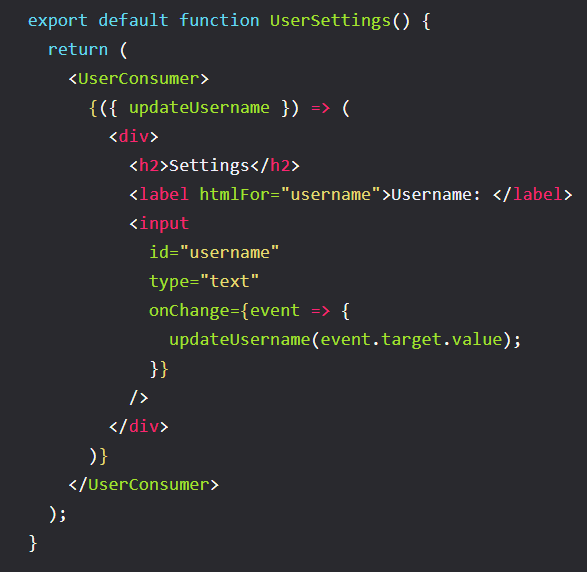 export default function UserSettings() {
  return (
    <UserConsumer>
      {({ updateUsername }) => (
        <div>
          <h2>Settings</h2>
          <label htmlFor="username">Username: </label>
          <input
            id="username"
            type="text"
            onChange={event => {
              updateUsername(event.target.value);
            }}
          />
        </div>
      )}
    </UserConsumer>
  );
}